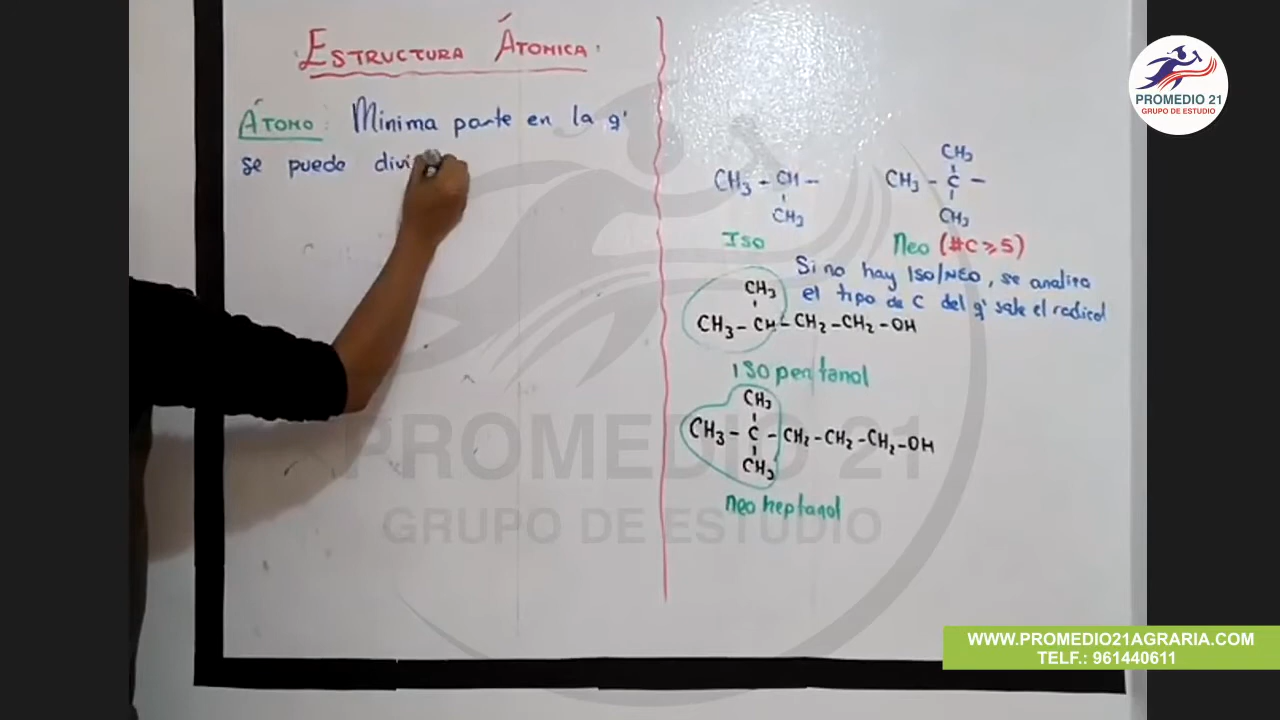 ESTRUCTURA ÁTOMICA
ÁTOMO: Mínima parte en la q'
se puede divi
CH3 - CH -
CH3
Iso
CH3
CH3 - C -
CH3
Neo (#C ≥ 5)
Si no hay ISO/NEO, se analiza
el tipo de C del q' sale el radical
CH3
CH3 - CH - CH2 - CH2 - OH
ISO pentanol
CH3
CH3 - C - CH2 - CH2 - CH2 - OH
CH3
neo heptanol
PROMEDIO 21
GRUPO DE ESTUDIO
PROMEDIO 21
GRUPO DE ESTUDIO
WWW.PROMEDIO21AGRARIA.COM
TELF.: 961440611